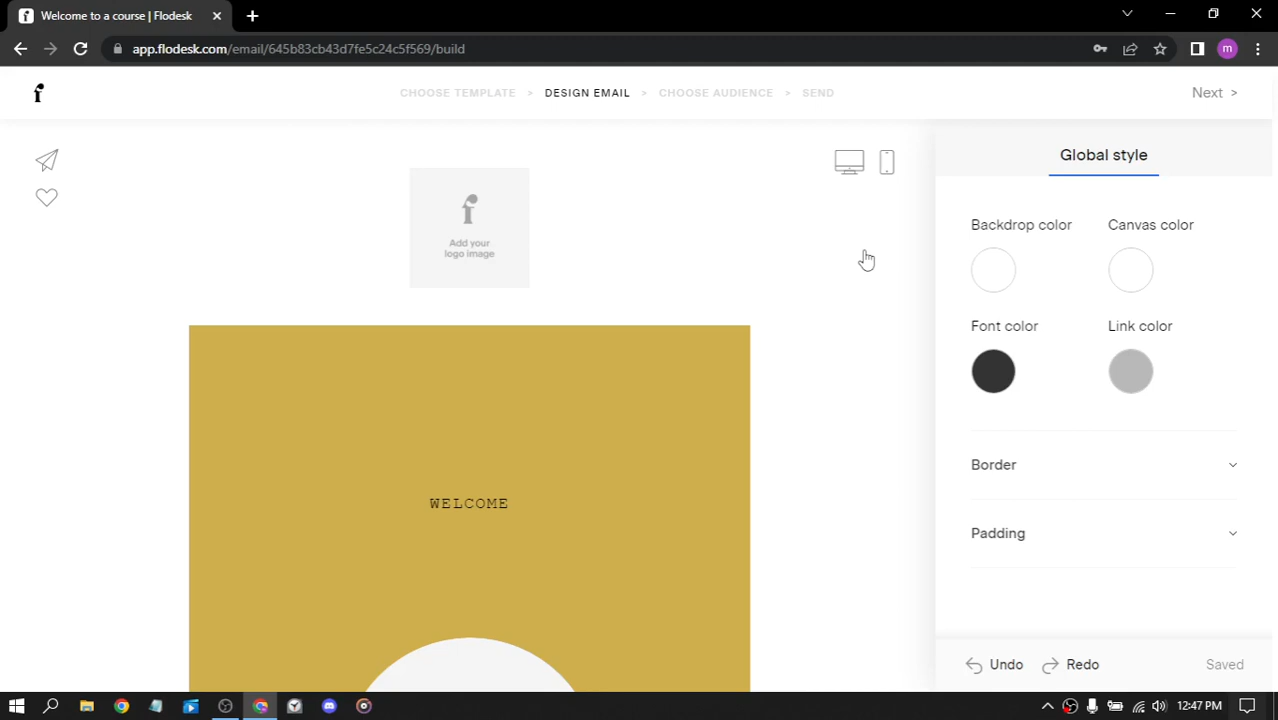 Welcome to a course | Flodesk
app.flodesk.com/email/645b83cb43d7fe5c24c5f569/build
m
CHOOSE TEMPLATE > DESIGN EMAIL > CHOOSE AUDIENCE > SEND
Next >
Add your
logo image
WELCOME
Global style
Backdrop color Canvas color
Font color Link color
Border
Padding
Undo Redo Saved
12:47 PM